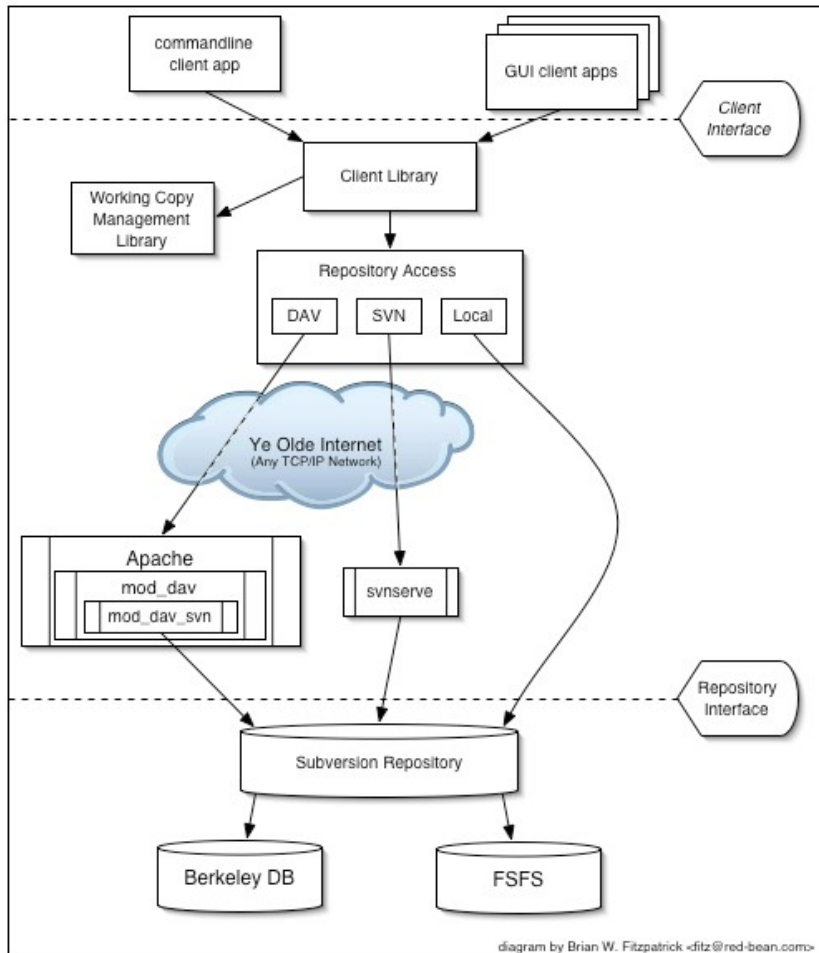 commandline
client app
GUI client apps
Client
Interface
Client Library
Working Copy
Management
Library
Repository Access
DAV
SVN
Local
Ye Olde Internet
(Any TCP/IP Network)
Apache
mod_dav
mod_dav_svn
svnserve
Repository
Interface
Subversion Repository
Berkeley DB
FSFS
diagram by Brian W. Fitzpatrick <fitz@red-bean.com>